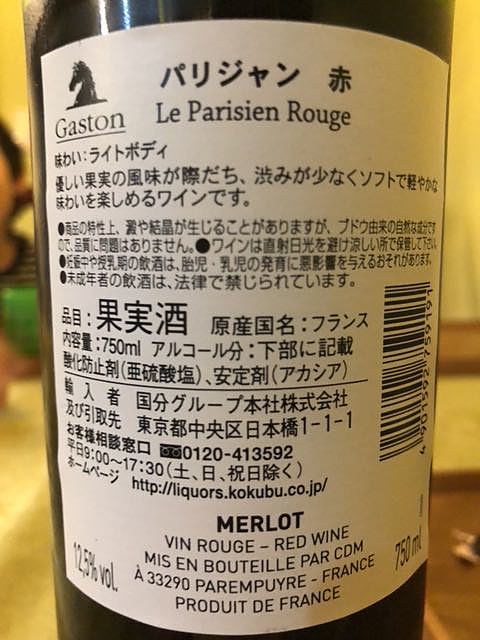 パリジャン 赤
Gaston
Le Parisien Rouge
味わい:ライトボディ
優しい果実の風味が際だち、渋みが少なくソフトで軽やかな
味わいを楽しめるワインです。
●商品の特性上、澱や結晶が生じることがありますが、ブドウ由来の自然な成分です
ので、品質に問題はありません。●ワインは直射日光を避け涼しい所で保管して下さい。
●妊娠中や授乳期の飲酒は、胎児・乳児の発育に悪影響を与えるおそれがあります。
●未成年者の飲酒は、法律で禁じられています。
品目:果実酒 原産国名:フランス
内容量:750ml アルコール分:下部に記載
酸化防止剤(亜硫酸塩)、安定剤(アカシア)
輸入者 国分グループ本社株式会社
及び引取先 東京都中央区日本橋1-1-1
お客様相談窓口 0120-413592
平日9:00~17:30(土、日、祝日除く)
ホームページ http://liquors.kokubu.co.jp/
4 901592 759191
MERLOT
VIN ROUGE – RED WINE
MIS EN BOUTEILLE PAR CDM
À 33290 PAREMPUYRE - FRANCE
PRODUIT DE FRANCE
12,5% vol.
750 ml